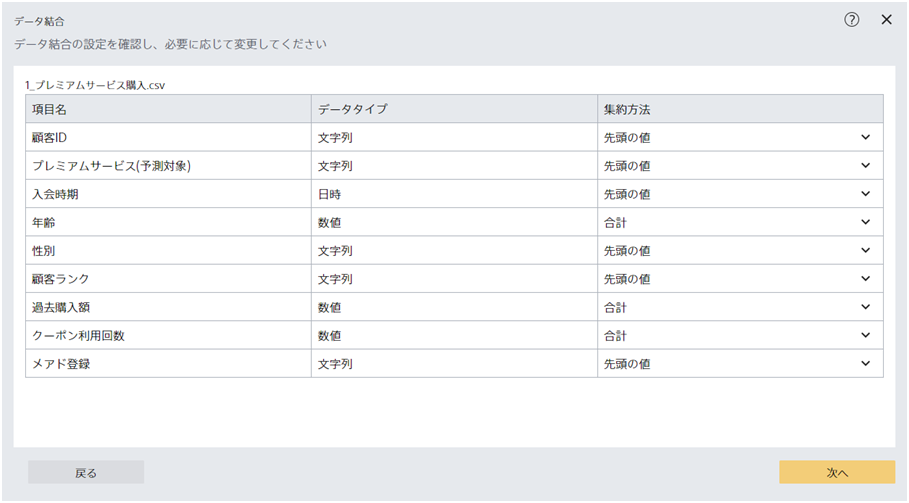 データ結合
データ結合の設定を確認し、必要に応じて変更してください
1_プレミアムサービス購入.csv
項目名 データタイプ 集約方法
顧客ID 文字列 先頭の値
プレミアムサービス(予測対象) 文字列 先頭の値
入会時期 日時 先頭の値
年齢 数値 合計
性別 文字列 先頭の値
顧客ランク 文字列 先頭の値
過去購入額 数値 合計
クーポン利用回数 数値 合計
メアド登録 文字列 先頭の値
戻る 次へ